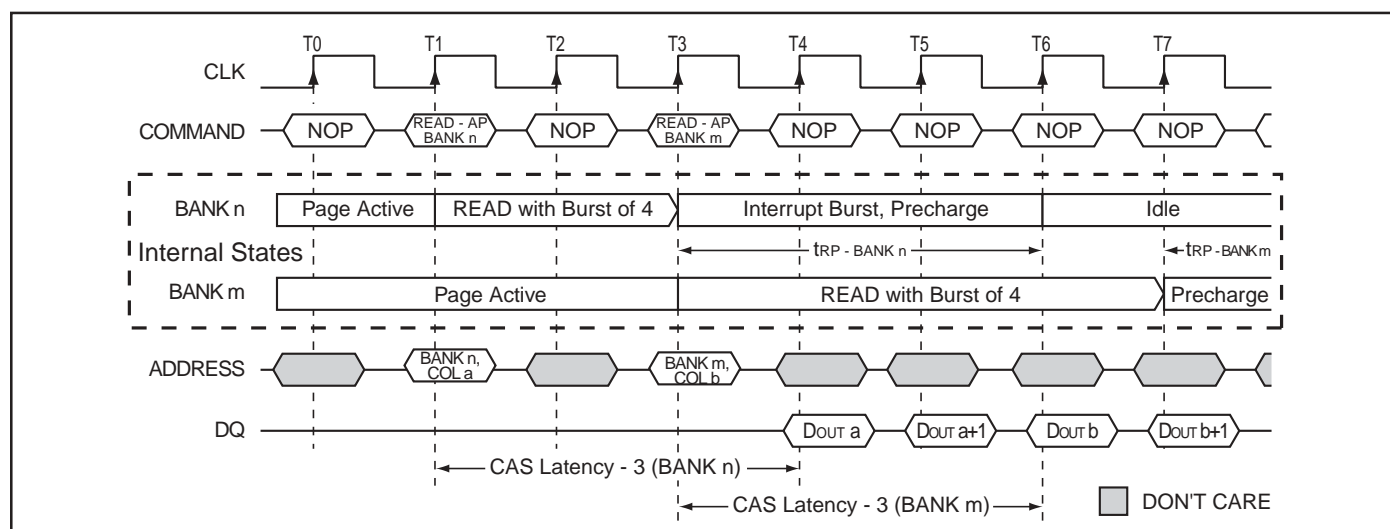 T0 T1 T2 T3 T4 T5 T6 T7
CLK
COMMAND NOP READ - AP BANK n NOP READ - AP BANK m NOP NOP NOP NOP
BANK n Page Active READ with Burst of 4 Interrupt Burst, Precharge Idle
Internal States tRP - BANK n tRP - BANK m
BANK m Page Active READ with Burst of 4 Precharge
ADDRESS BANK n, COL a BANK m, COL b
DQ DOUT a DOUT a+1 DOUT b DOUT b+1
CAS Latency - 3 (BANK n)
CAS Latency - 3 (BANK m)
DON'T CARE